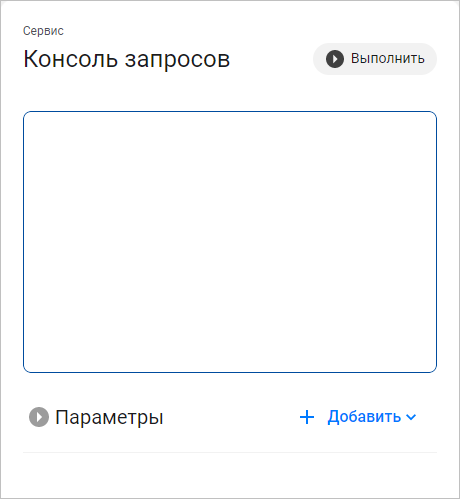 Сервис
Консоль запросов
Выполнить
Параметры
Добавить